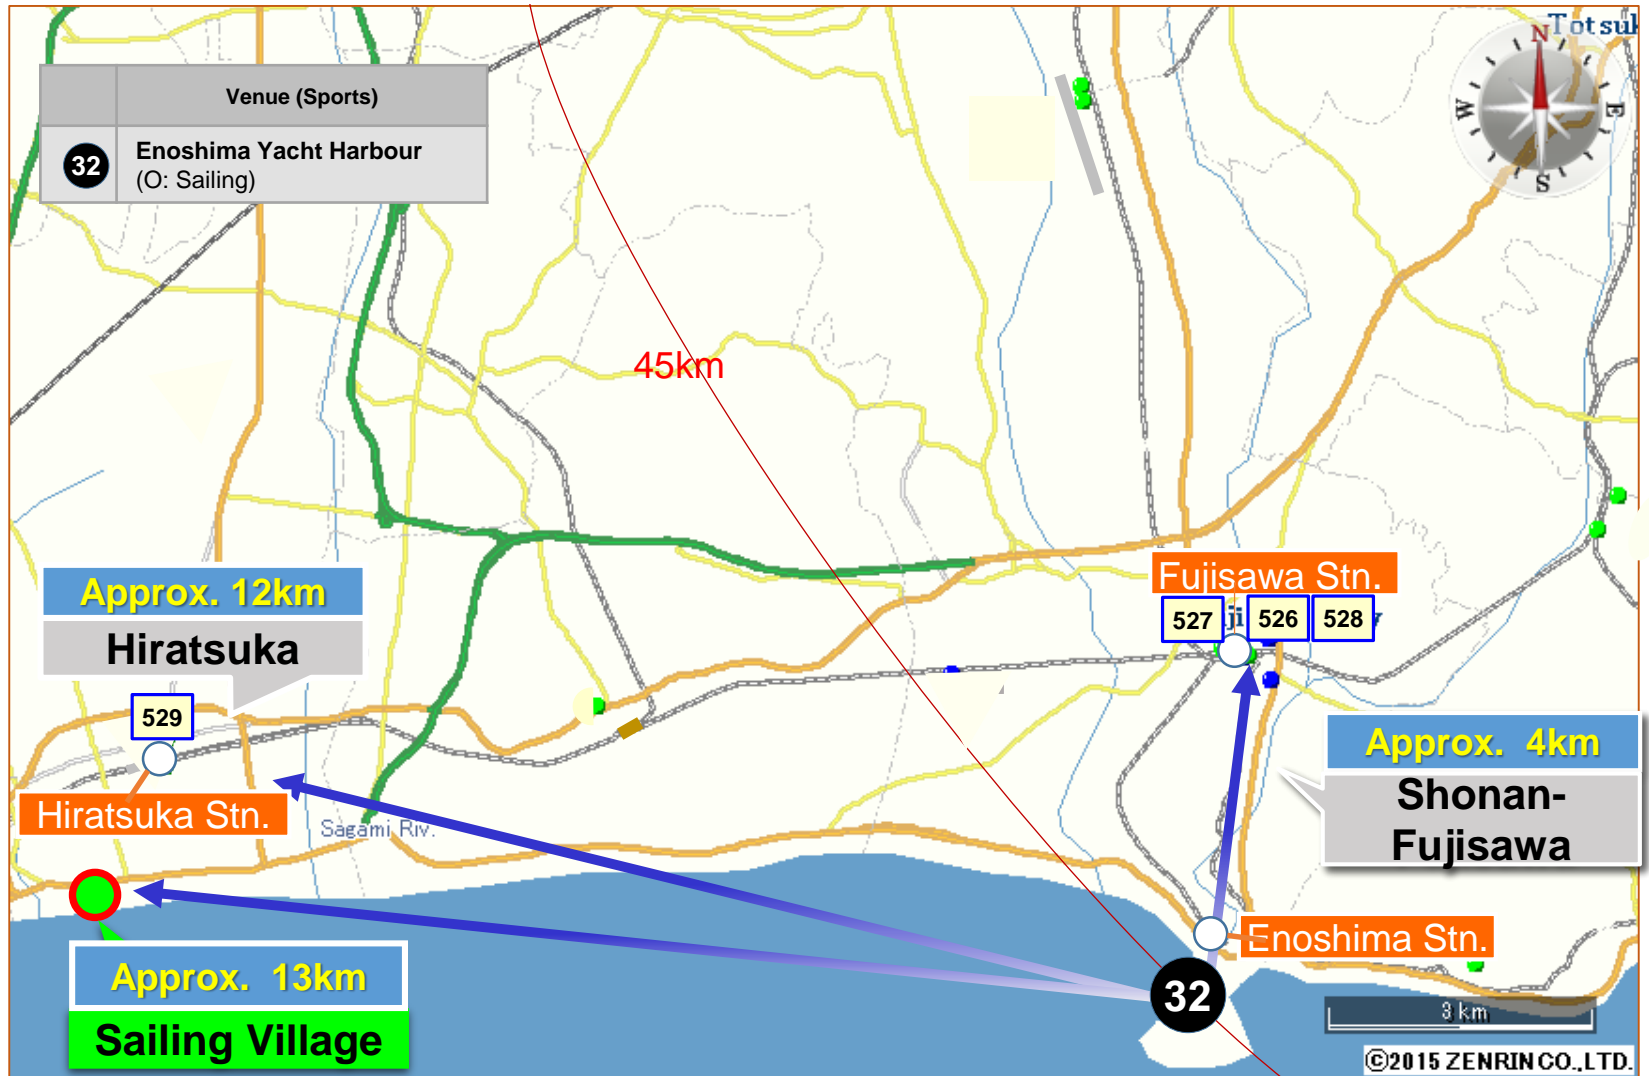 Totsuk
N
W
E
S
Venue (Sports)
32
Enoshima Yacht Harbour
(O: Sailing)
45km
Approx. 12km
Hiratsuka
529
Hiratsuka Stn.
Sagami Riv.
Fujisawa Stn.
527
526
528
Approx. 4km
Shonan-
Fujisawa
Enoshima Stn.
32
Approx. 13km
Sailing Village
3 km
©2015 ZENRIN CO.,LTD.